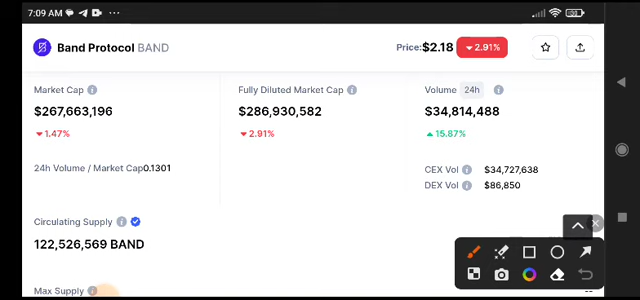 7:09 AM
Band Protocol BAND
Price:$2.18 2.91%
Market Cap
$267,663,196
1.47%
24h Volume / Market Cap0.1301
Fully Diluted Market Cap
$286,930,582
2.91%
Volume 24h
$34,814,488
15.87%
CEX Vol $34,727,638
DEX Vol $86,850
Circulating Supply
122,526,569 BAND
Max Supply
--